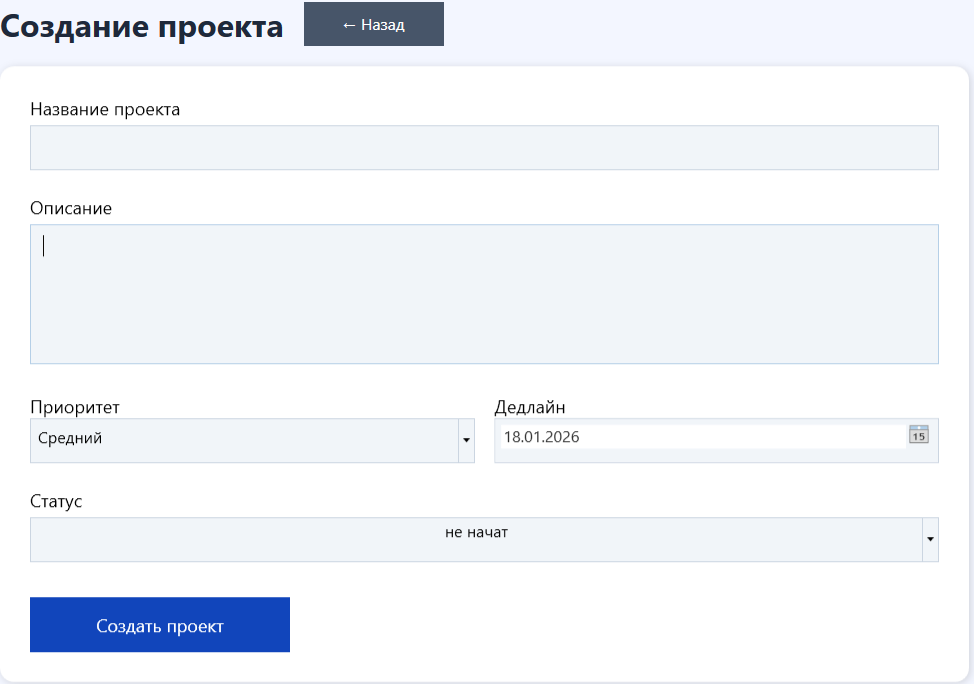 Создание проекта
← Назад
Название проекта
Описание
Приоритет
Дедлайн
Средний
18.01.2026
15
Статус
не начат
Создать проект